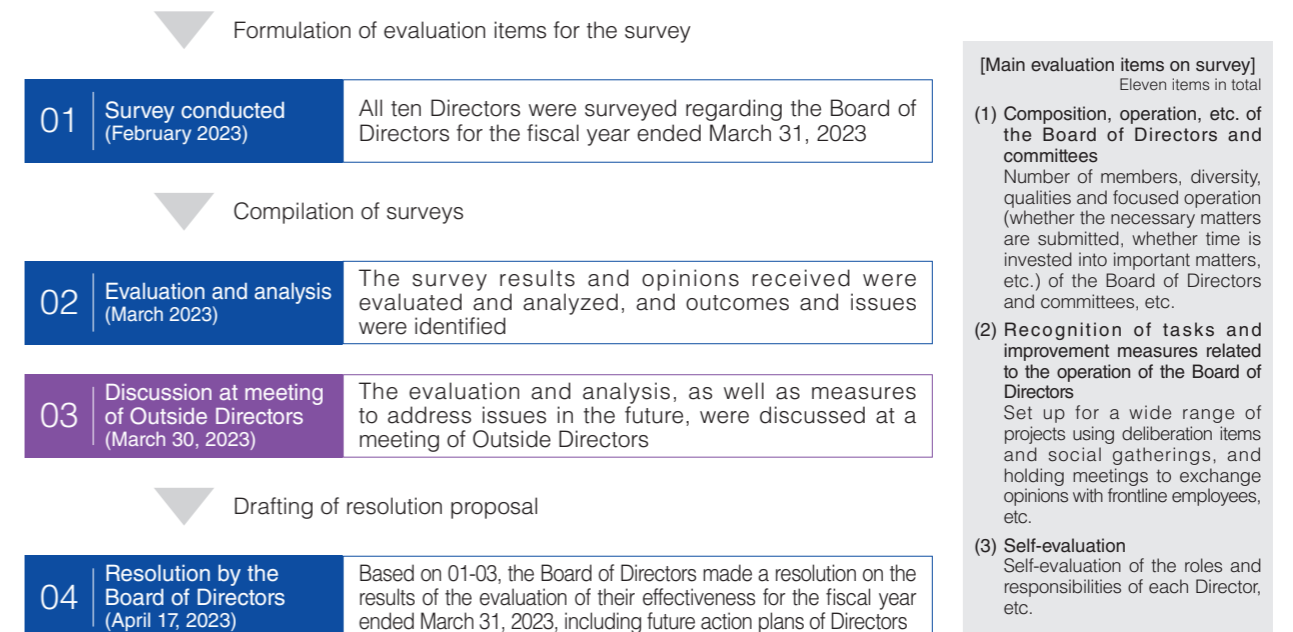 Formulation of evaluation items for the survey
01
Survey conducted
(February 2023)
All ten Directors were surveyed regarding the Board of
Directors for the fiscal year ended March 31, 2023
Compilation of surveys
02
Evaluation and analysis
(March 2023)
The survey results and opinions received were
evaluated and analyzed, and outcomes and issues
were identified
03
Discussion at meeting
of Outside Directors
(March 30, 2023)
The evaluation and analysis, as well as measures
to address issues in the future, were discussed at a
meeting of Outside Directors
Drafting of resolution proposal
04
Resolution by the
Board of Directors
(April 17, 2023)
Based on 01-03, the Board of Directors made a resolution on the
results of the evaluation of their effectiveness for the fiscal year
ended March 31, 2023, including future action plans of Directors
[Main evaluation items on survey]
Eleven items in total
(1) Composition, operation, etc. of
the Board of Directors and
committees
Number of members, diversity,
qualities and focused operation
(whether the necessary matters
are submitted, whether time is
invested into important matters,
etc.) of the Board of Directors
and committees, etc.
(2) Recognition of tasks and
improvement measures related
to the operation of the Board of
Directors
Set up for a wide range of
projects using deliberation items
and social gatherings, and
holding meetings to exchange
opinions with frontline employees,
etc.
(3) Self-evaluation
Self-evaluation of the roles and
responsibilities of each Director,
etc.